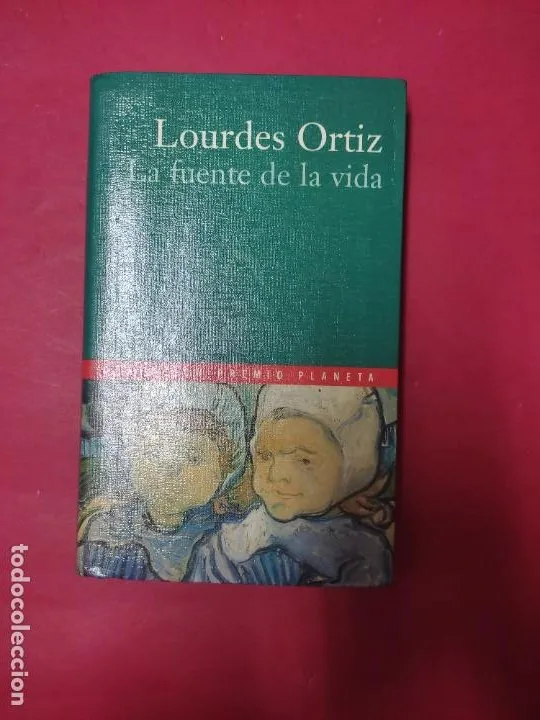 Lourdes Ortiz
La fuente de la vida
PREMIO PLANETA
todocoleccion